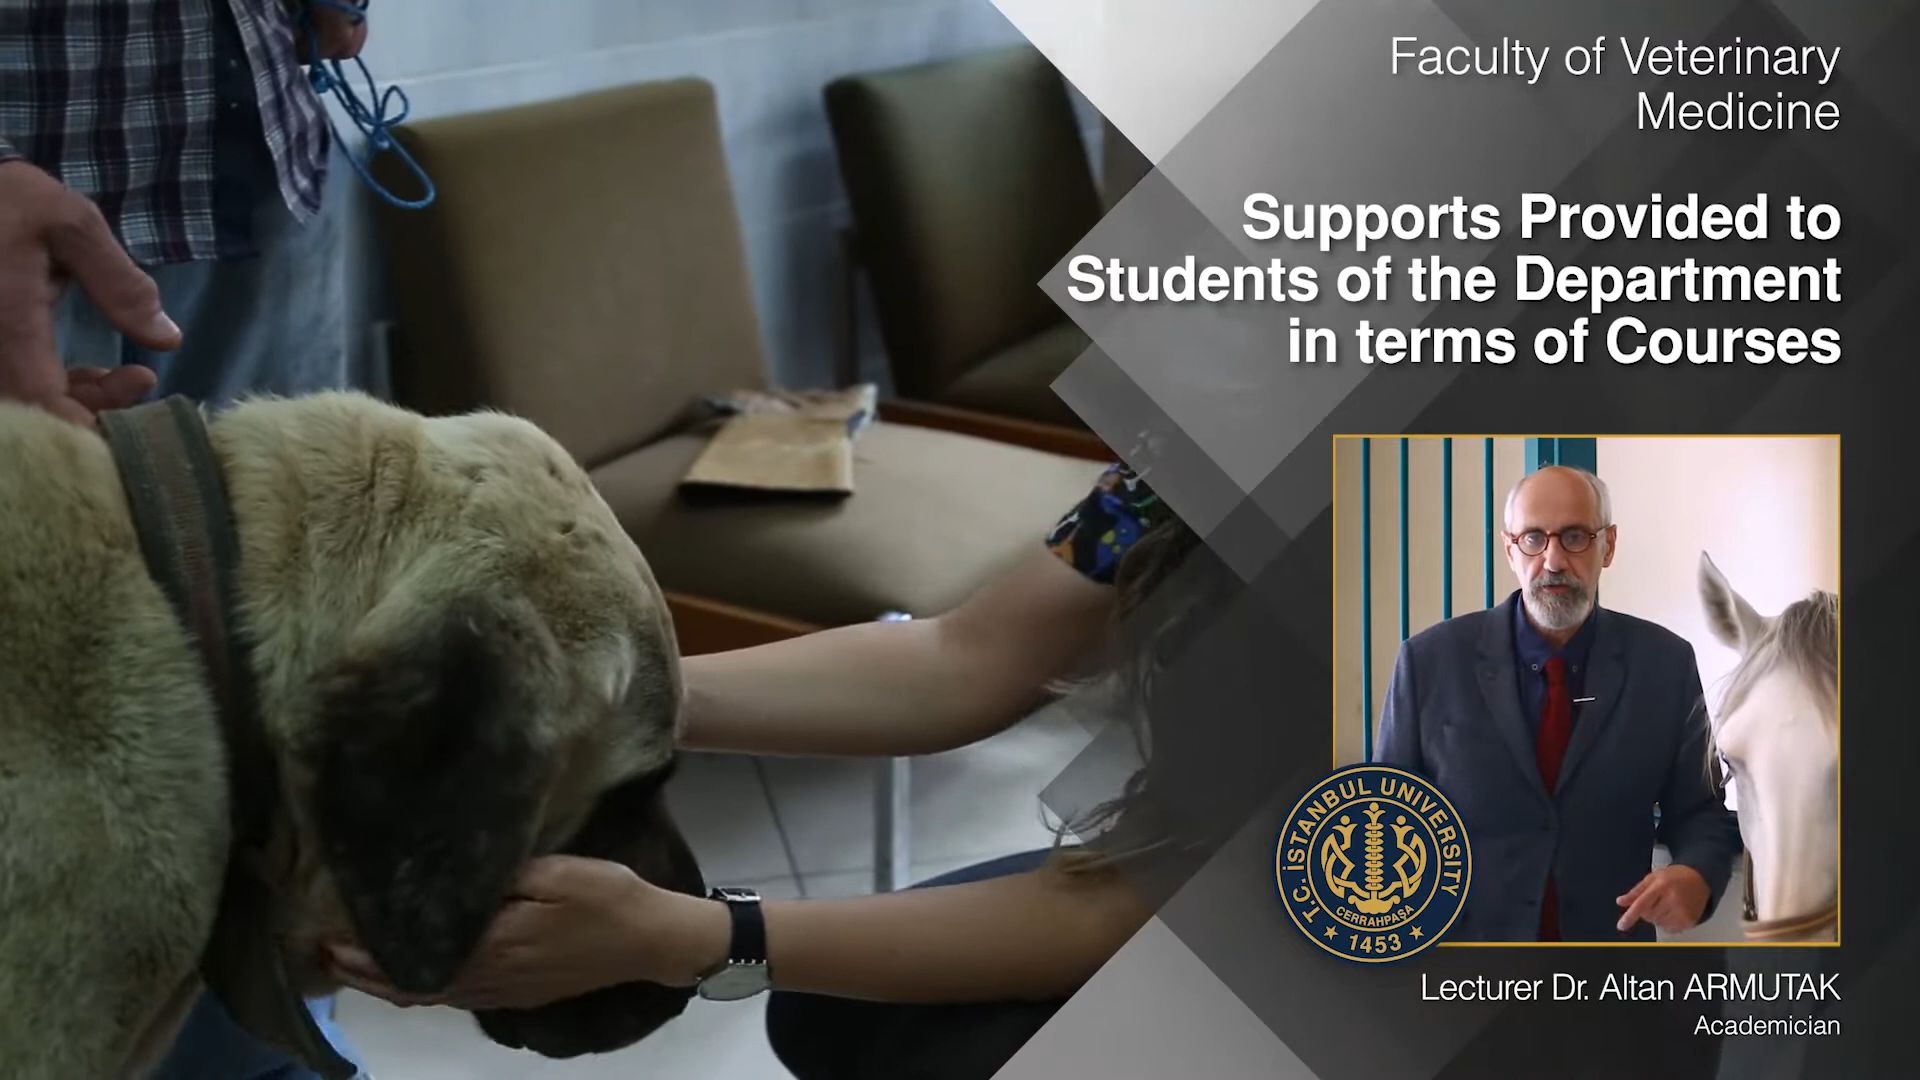 Faculty of Veterinary
Medicine
Supports Provided to
Students of the Department
in terms of Courses
T.C. İSTANBUL UNIVERSITY
CERRAHPAŞA
★ 1453 ★
Lecturer Dr. Altan ARMUTAK
Academician